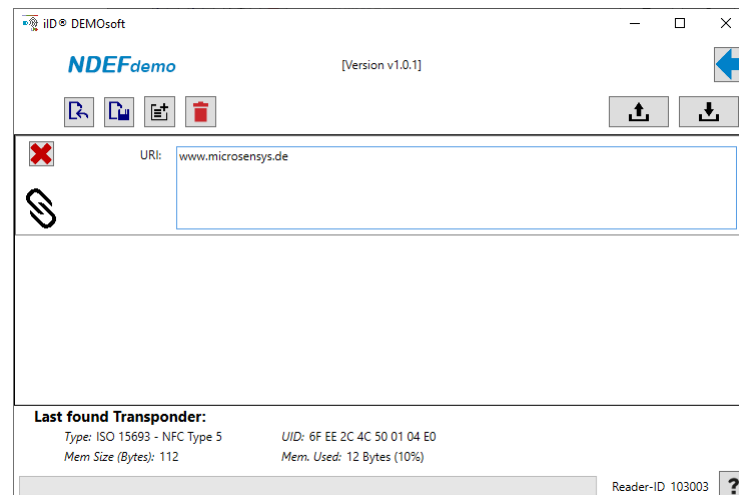 iID® DEMOsoft
NDEFdemo
[Version v1.0.1]
URI: www.microsensys.de
Last found Transponder:
Type: ISO 15693 - NFC Type 5 UID: 6F EE 2C 4C 50 01 04 E0
Mem Size (Bytes): 112 Mem. Used: 12 Bytes (10%)
Reader-ID 103003 ?